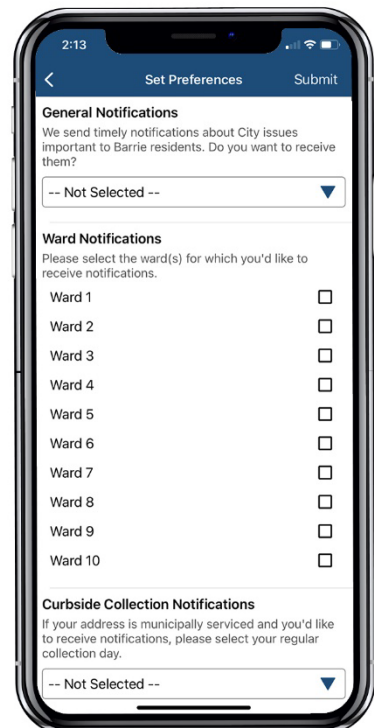 2:13
Set Preferences Submit
General Notifications
We send timely notifications about City issues
important to Barrie residents. Do you want to receive
them?
-- Not Selected --
Ward Notifications
Please select the ward(s) for which you'd like to
receive notifications.
Ward 1
Ward 2
Ward 3
Ward 4
Ward 5
Ward 6
Ward 7
Ward 8
Ward 9
Ward 10
Curbside Collection Notifications
If your address is municipally serviced and you'd like
to receive notifications, please select your regular
collection day.
-- Not Selected --